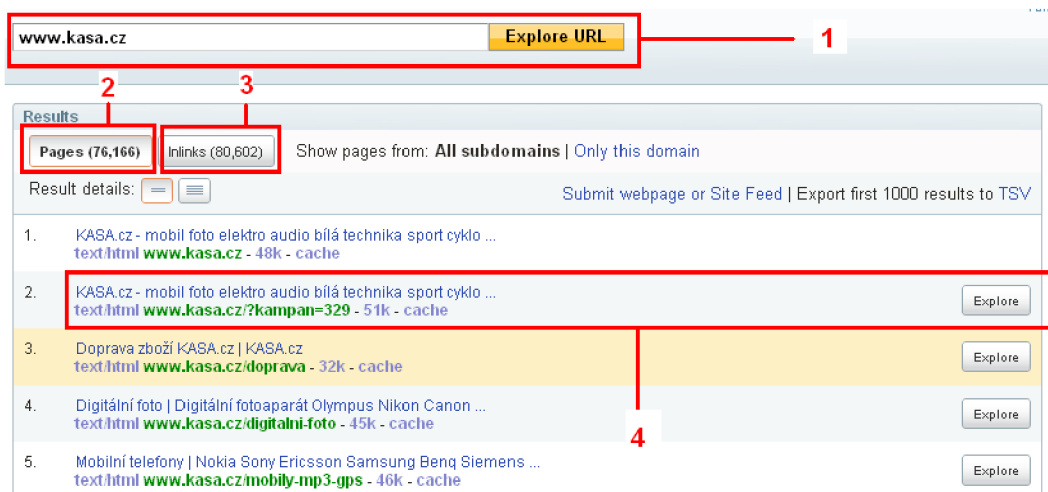 www.kasa.cz Explore URL 1
2 3
Results
Pages (76,166) Inlinks (80,602) Show pages from: All subdomains | Only this domain
Result details: Submit webpage or Site Feed | Export first 1000 results to TSV
1. KASA.cz - mobil foto elektro audio bílá technika sport cyklo ...
text/html www.kasa.cz - 48k - cache
2. KASA.cz - mobil foto elektro audio bílá technika sport cyklo ...
text/html www.kasa.cz/?kampan=329 - 51k - cache Explore
3. Doprava zboží KASA.cz | KASA.cz
text/html www.kasa.cz/doprava - 32k - cache Explore
4. Digitální foto | Digitální fotoaparát Olympus Nikon Canon ...
text/html www.kasa.cz/digitalni-foto - 45k - cache Explore
4
5. Mobilní telefony | Nokia Sony Ericsson Samsung Benq Siemens ...
text/html www.kasa.cz/mobily-mp3-gps - 46k - cache Explore